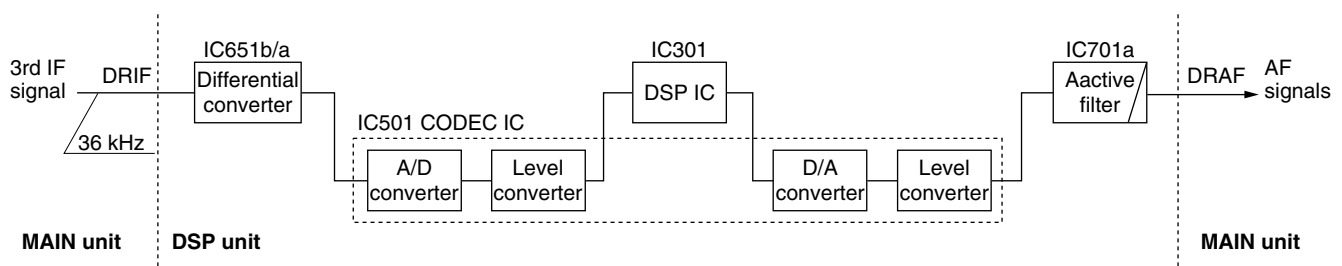 3rd IF
signal
DRIF
36 kHz
IC651b/a
Differential
converter
IC501 CODEC IC
A/D
converter
Level
converter
IC301
DSP IC
D/A
converter
Level
converter
IC701a
Aactive
filter
DRAF
AF
signals
MAIN unit
DSP unit
MAIN unit